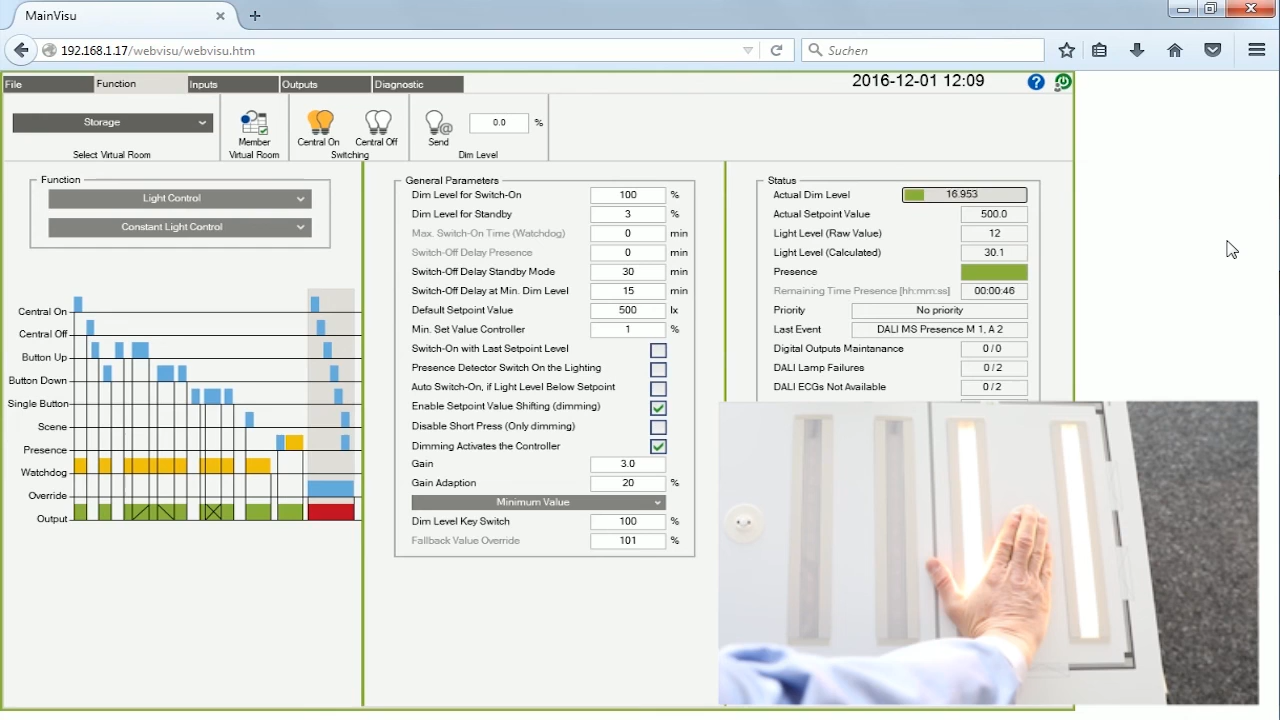 MainVisu
192.168.1.17/webvisu/webvisu.htm
Suchen
File
Function
Inputs
Outputs
Diagnostic
2016-12-01 12:09
Storage
Select Virtual Room
Member
Virtual Room
Central On
Central Off
Switching
Send
0.0 %
Dim Level
Function
Light Control
Constant Light Control
Central On
Central Off
Button Up
Button Down
Single Button
Scene
Presence
Watchdog
Override
Output
General Parameters
Dim Level for Switch-On 100 %
Dim Level for Standby 3 %
Max. Switch-On Time (Watchdog) 0 min
Switch-Off Delay Presence 0 min
Switch-Off Delay Standby Mode 30 min
Switch-Off Delay at Min. Dim Level 15 min
Default Setpoint Value 500 lx
Min. Set Value Controller 1 %
Switch-On with Last Setpoint Level
Presence Detector Switch On the Lighting
Auto Switch-On, if Light Level Below Setpoint
Enable Setpoint Value Shifting (dimming)
Disable Short Press (Only dimming)
Dimming Activates the Controller
Gain 3.0
Gain Adaption 20 %
Minimum Value
Dim Level Key Switch 100 %
Fallback Value Override 101 %
Status
Actual Dim Level 16.953
Actual Setpoint Value 500.0
Light Level (Raw Value) 12
Light Level (Calculated) 30.1
Presence
Remaining Time Presence [hh:mm:ss] 00:00:46
Priority No priority
Last Event DALI MS Presence M 1, A 2
Digital Outputs Maintanance 0 / 0
DALI Lamp Failures 0 / 2
DALI ECGs Not Available 0 / 2